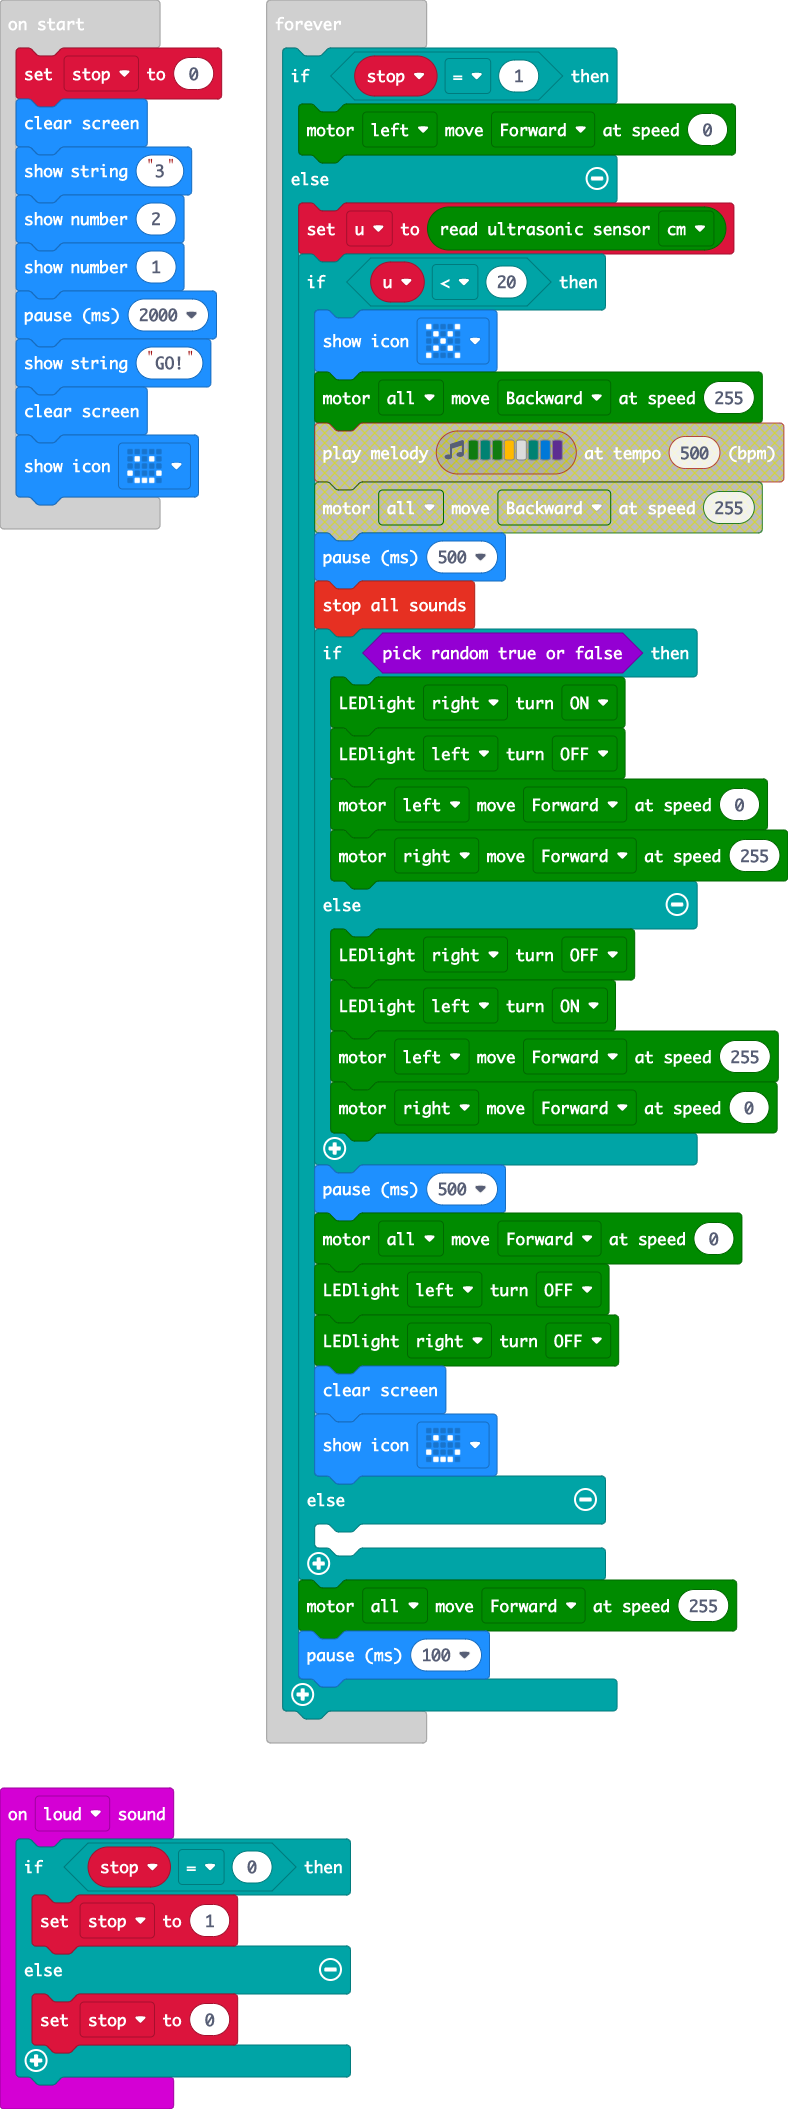 on start
set stop to 0
clear screen
show string "3"
show number 2
show number 1
pause (ms) 2000
show string "GO!"
clear screen
show icon
forever
if stop = 1 then
motor left move Forward at speed 0
else
set u to read ultrasonic sensor cm
if u < 20 then
show icon
motor all move Backward at speed 255
play melody at tempo 500 (bpm)
motor all move Backward at speed 255
pause (ms) 500
stop all sounds
if pick random true or false then
LEDlight right turn ON
LEDlight left turn OFF
motor left move Forward at speed 0
motor right move Forward at speed 255
else
LEDlight right turn OFF
LEDlight left turn ON
motor left move Forward at speed 255
motor right move Forward at speed 0
pause (ms) 500
motor all move Forward at speed 0
LEDlight left turn OFF
LEDlight right turn OFF
clear screen
show icon
else
motor all move Forward at speed 255
pause (ms) 100
on loud sound
if stop = 0 then
set stop to 1
else
set stop to 0